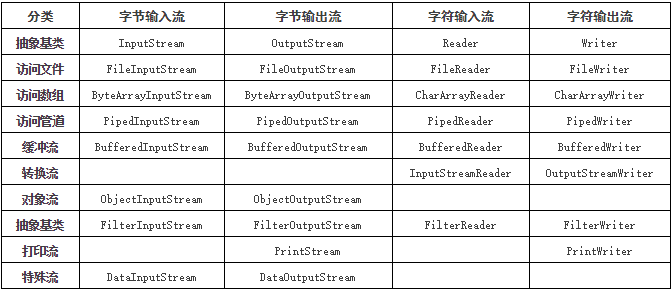 分类 字节输入流 字节输出流 字符输入流 字符输出流
抽象基类 InputStream OutputStream Reader Writer
访问文件 FileInputStream FileOutputStream FileReader FileWriter
访问数组 ByteArrayInputStream ByteArrayOutputStream CharArrayReader CharArrayWriter
访问管道 PipedInputStream PipedOutputStream PipedReader PipedWriter
缓冲流 BufferedInputStream BufferedOutputStream BufferedReader BufferedWriter
转换流 InputStreamReader OutputStreamWriter
对象流 ObjectInputStream ObjectOutputStream
抽象基类 FilterInputStream FilterOutputStream FilterReader FilterWriter
打印流 PrintStream PrintWriter
特殊流 DataInputStream DataOutputStream